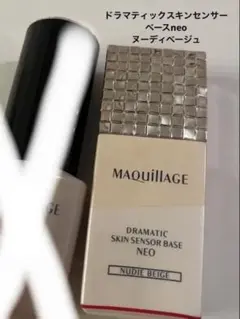 ドラマティックスキンセンサー
ベースneo
ヌーディベージュ
MAQuillAGE
GE
DRAMATIC
SKIN SENSOR BASE
NEO
NUDIE BEIGE